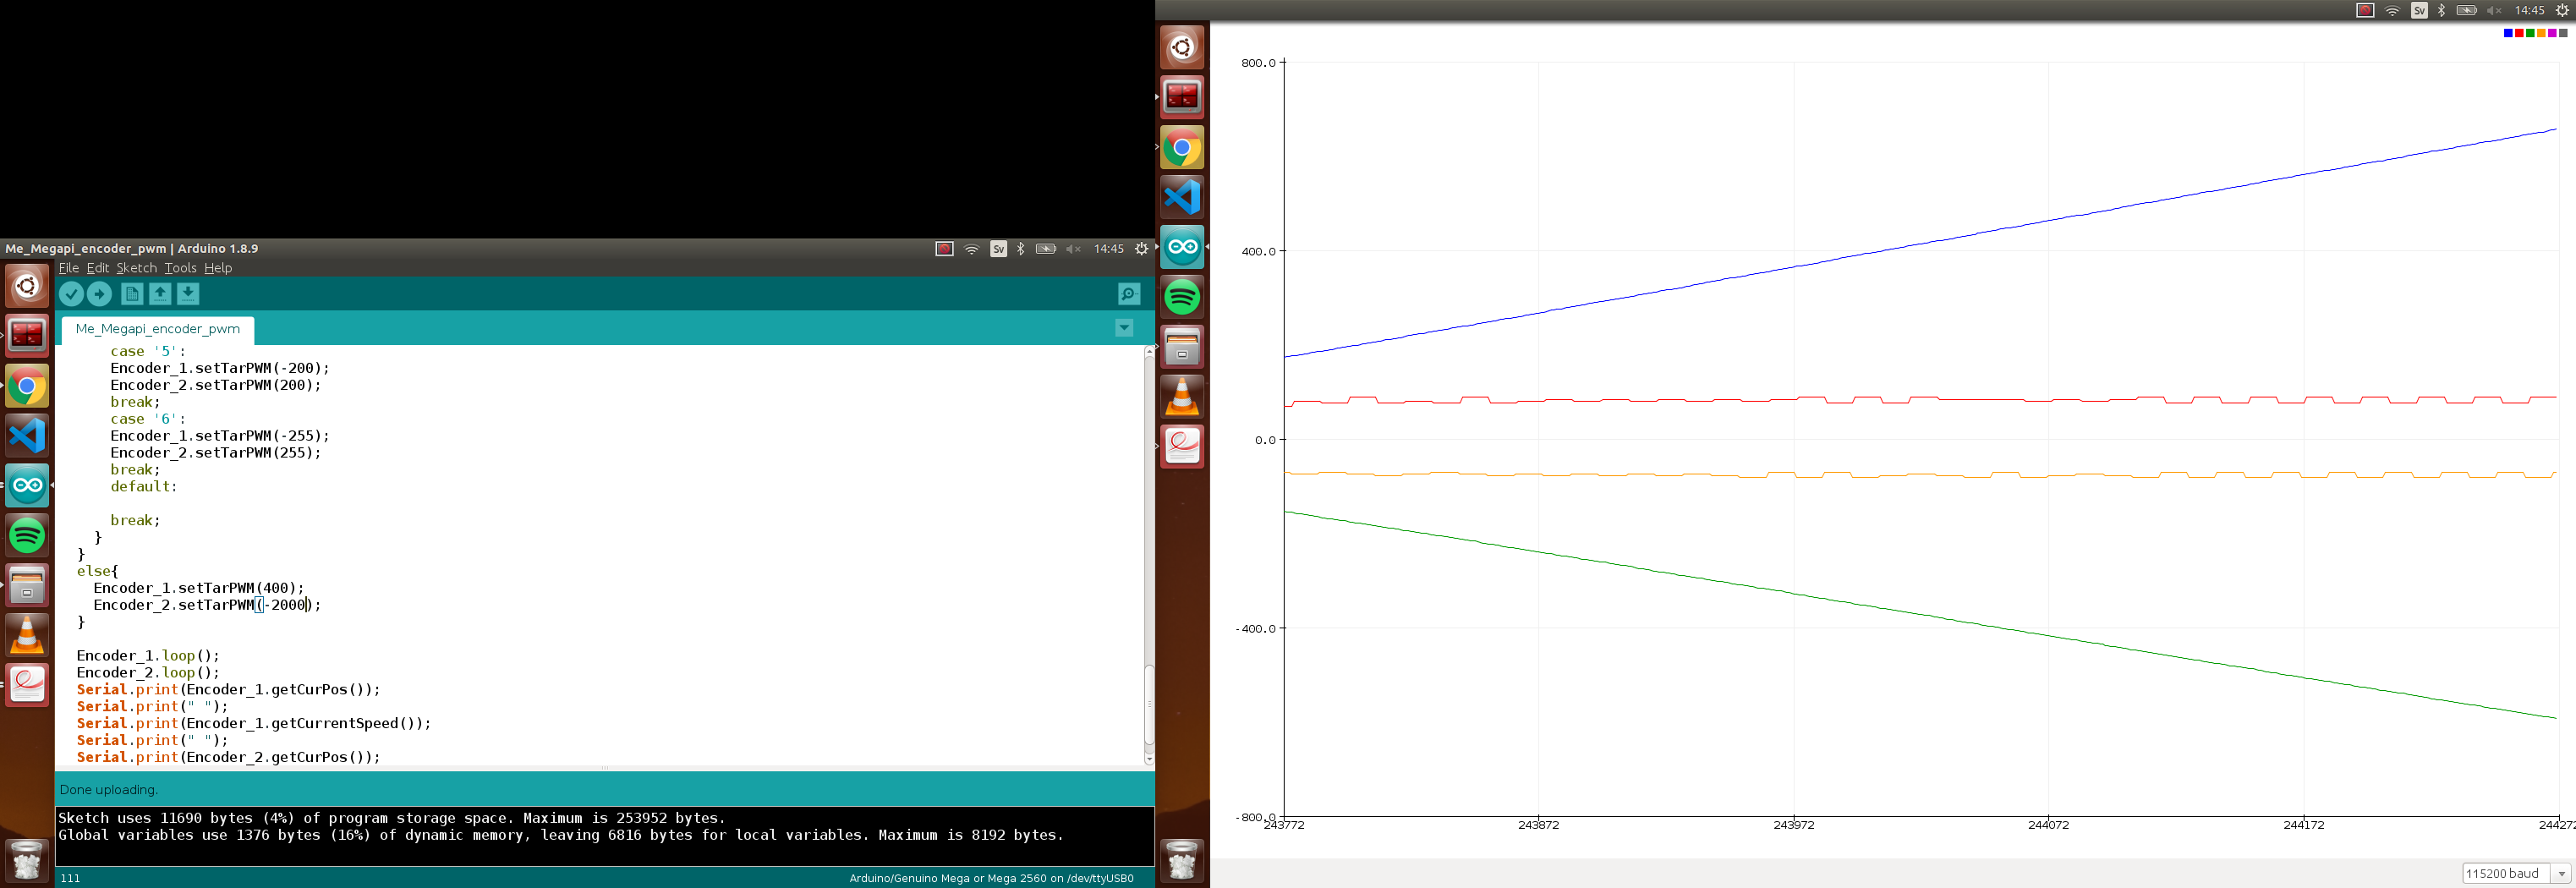 Me_Megapi_encoder_pwm | Arduino 1.8.9
Sv
14:45
File Edit Sketch Tools Help
Me_Megapi_encoder_pwm
case '5':
Encoder_1.setTarPWM(-200);
Encoder_2.setTarPWM(200);
break;
case '6':
Encoder_1.setTarPWM(-255);
Encoder_2.setTarPWM(255);
break;
default:
break;
}
}
else{
Encoder_1.setTarPWM(400);
Encoder_2.setTarPWM(-2000);
}
Encoder_1.loop();
Encoder_2.loop();
Serial.print(Encoder_1.getCurPos());
Serial.print(" ");
Serial.print(Encoder_1.getCurrentSpeed());
Serial.print(" ");
Serial.print(Encoder_2.getCurPos());
Done uploading.
Sketch uses 11690 bytes (4%) of program storage space. Maximum is 253952 bytes.
Global variables use 1376 bytes (16%) of dynamic memory, leaving 6816 bytes for local variables. Maximum is 8192 bytes.
111
Arduino/Genuino Mega or Mega 2560 on /dev/ttyUSB0
Sv
14:45
800.0
400.0
0.0
-400.0
-800.0
243772
243872
243972
244072
244172
244272
115200 baud